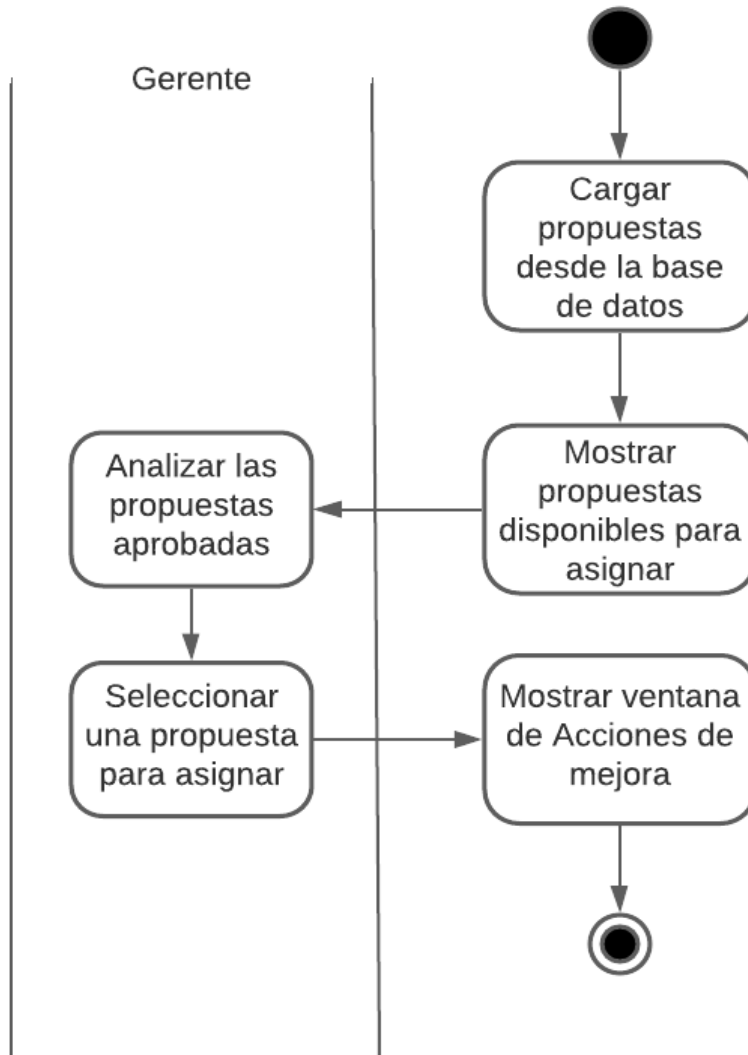 Gerente
Cargar
propuestas
desde la base
de datos
Mostrar
propuestas
disponibles para
asignar
Analizar las
propuestas
aprobadas
Seleccionar
una propuesta
para asignar
Mostrar ventana
de Acciones de
mejora